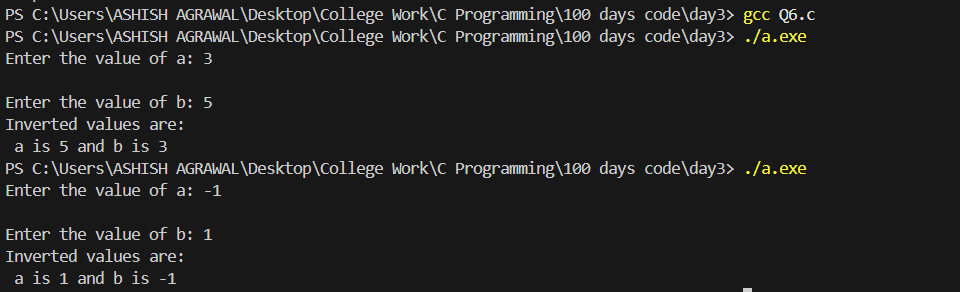 PS C:\Users\ASHISH AGRAWAL\Desktop\College Work\C Programming\100 days code\day3> gcc Q6.c
PS C:\Users\ASHISH AGRAWAL\Desktop\College Work\C Programming\100 days code\day3> ./a.exe
Enter the value of a: 3
Enter the value of b: 5
Inverted values are:
 a is 5 and b is 3
PS C:\Users\ASHISH AGRAWAL\Desktop\College Work\C Programming\100 days code\day3> ./a.exe
Enter the value of a: -1
Enter the value of b: 1
Inverted values are:
 a is 1 and b is -1